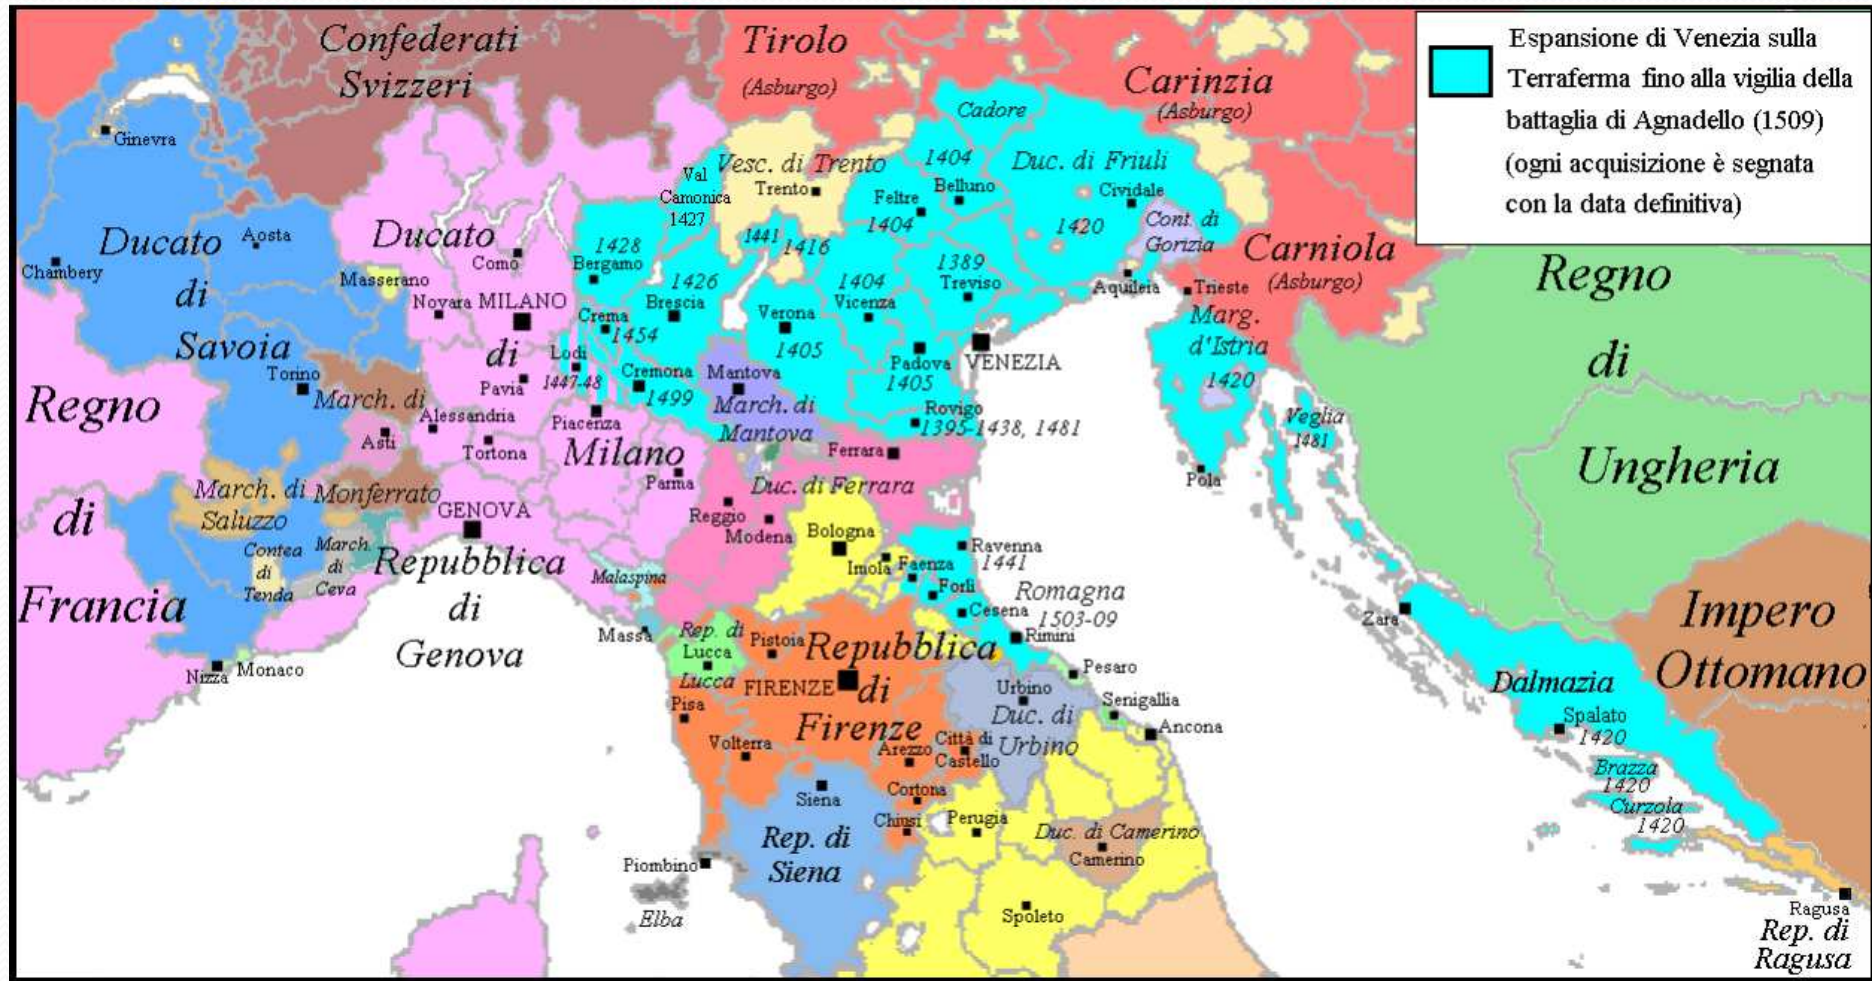 Espansione di Venezia sulla
Terraferma fino alla vigilia della
battaglia di Agnadello (1509)
(ogni acquisizione è segnata
con la data definitiva)
Confederati
Svizzeri
Tirolo
(Asburgo)
Carinzia
(Asburgo)
Cadore
Ginevra
Vesc. di Trento
Trento
Val
Camonica
1427
1404
Belluno
Feltre
1404
Duc. di Friuli
Cividale
1420
Cont. di
Gorizia
Ducato
di
Savoia
Aosta
Chambery
Torino
Masserano
Ducato
di
Milano
Como
Novara
MILANO
Pavia
Lodi
1447-48
Piacenza
Parma
Alessandria
Tortona
1428
Bergamo
1426
Brescia
Crema
1454
Cremona
1499
1441
1416
Verona
1405
1404
Vicenza
1389
Treviso
Padova
1405
VENEZIA
Rovigo
1395-1438, 1481
Aquileia
Trieste
Carniola
(Asburgo)
Marg.
d'Istria
1420
Pola
Veglia
1481
Regno
di
Ungheria
Mantova
March. di
Mantova
Ferrara
Duc. di Ferrara
Reggio
Modena
March. di
Monferrato
Asti
March. di
Saluzzo
Contea
di
Tenda
March.
di
Ceva
Regno
di
Francia
Nizza
Monaco
GENOVA
Repubblica
di
Genova
Malaspina
Massa
Bologna
Imola
Faenza
Forlì
Cesena
Ravenna
1441
Romagna
1503-09
Rimini
Pesaro
Senigallia
Ancona
Rep. di
Lucca
Lucca
Pistoia
Repubblica
di
Firenze
FIRENZE
Pisa
Volterra
Arezzo
Città di
Castello
Cortona
Chiusi
Urbino
Duc. di
Urbino
Siena
Rep. di
Siena
Perugia
Duc. di Camerino
Camerino
Spoleto
Piombino
Elba
Zara
Dalmazia
Spalato
1420
Brazza
1420
Curzola
1420
Impero
Ottomano
Ragusa
Rep. di
Ragusa